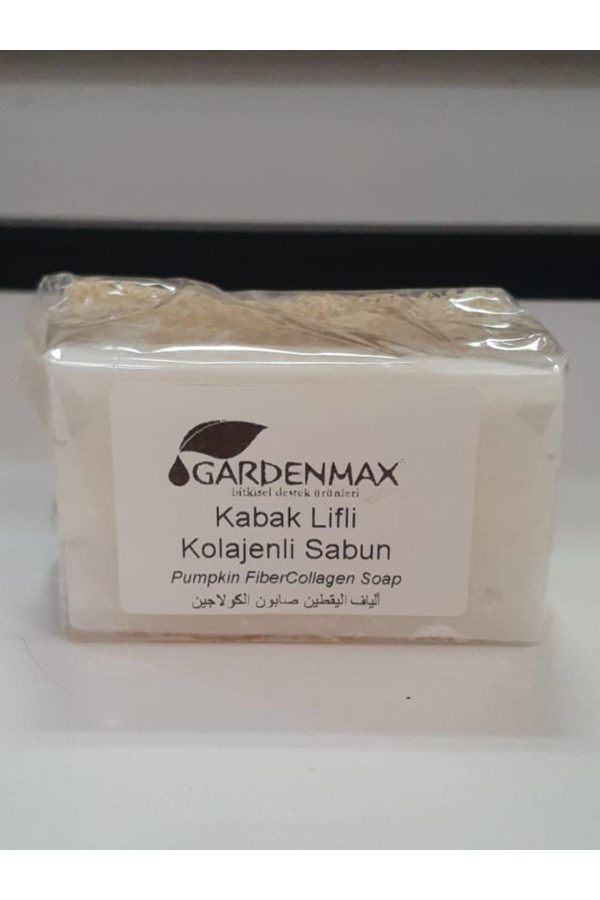 GARDENMAX
bitkisel destek ürünleri
Kabak Lifli
Kolajenli Sabun
Pumpkin FiberCollagen Soap
ألياف اليقطين صابون الكولاجين